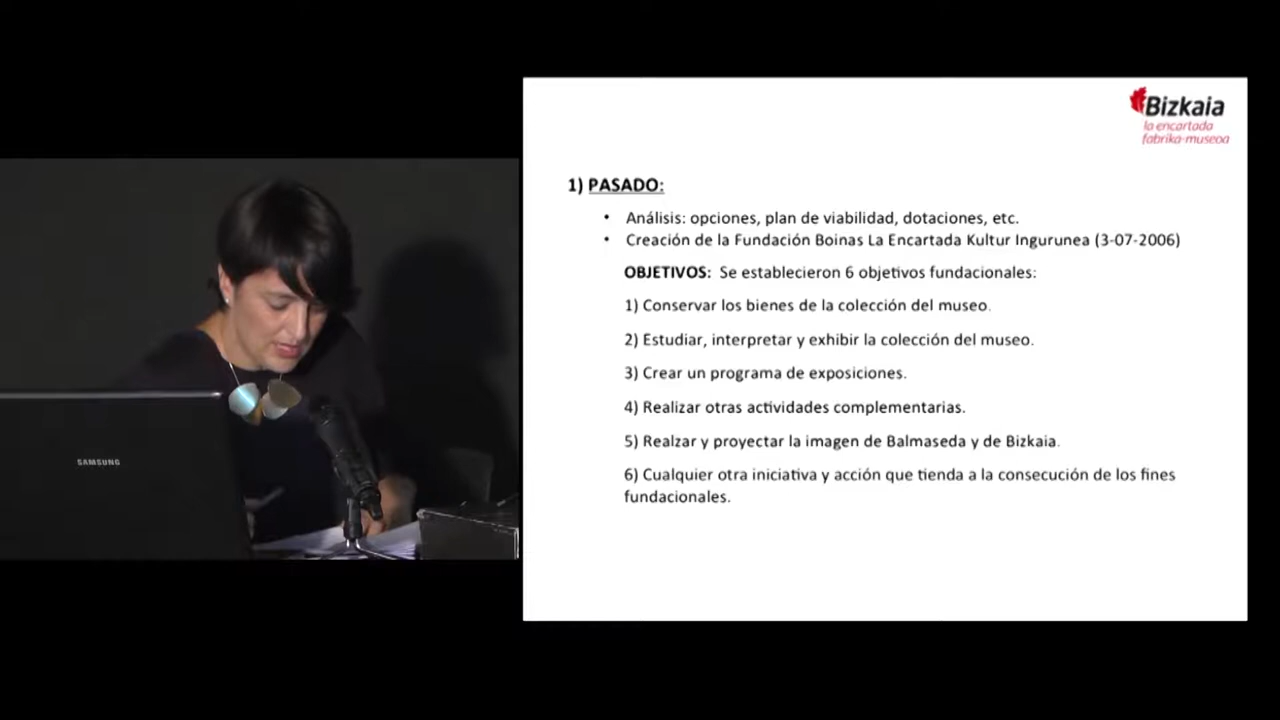 Bizkaia
la encartada
fabrika-museoa
1) PASADO:
• Análisis: opciones, plan de viabilidad, dotaciones, etc.
• Creación de la Fundación Boinas La Encartada Kultur Ingurunea (3-07-2006)
OBJETIVOS: Se establecieron 6 objetivos fundacionales:
1) Conservar los bienes de la colección del museo.
2) Estudiar, interpretar y exhibir la colección del museo.
3) Crear un programa de exposiciones.
4) Realizar otras actividades complementarias.
5) Realzar y proyectar la imagen de Balmaseda y de Bizkaia.
6) Cualquier otra iniciativa y acción que tienda a la consecución de los fines
fundacionales.
SAMSUNG